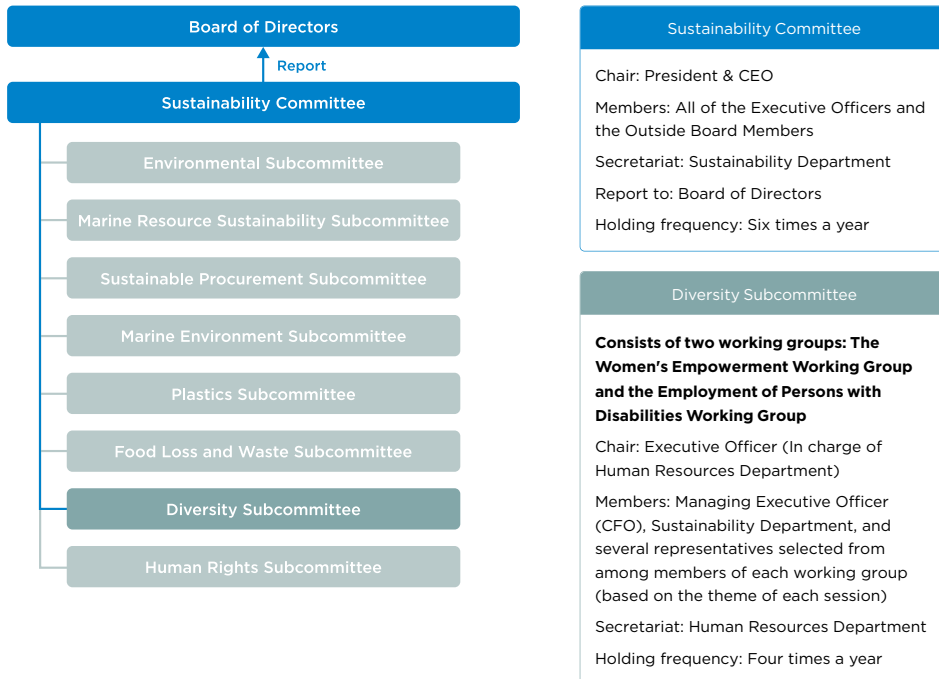 Board of Directors
Report
Sustainability Committee
Environmental Subcommittee
Marine Resource Sustainability Subcommittee
Sustainable Procurement Subcommittee
Marine Environment Subcommittee
Plastics Subcommittee
Food Loss and Waste Subcommittee
Diversity Subcommittee
Human Rights Subcommittee
Sustainability Committee
Chair: President & CEO
Members: All of the Executive Officers and
the Outside Board Members
Secretariat: Sustainability Department
Report to: Board of Directors
Holding frequency: Six times a year
Diversity Subcommittee
Consists of two working groups: The
Women's Empowerment Working Group
and the Employment of Persons with
Disabilities Working Group
Chair: Executive Officer (In charge of
Human Resources Department)
Members: Managing Executive Officer
(CFO), Sustainability Department, and
several representatives selected from
among members of each working group
(based on the theme of each session)
Secretariat: Human Resources Department
Holding frequency: Four times a year